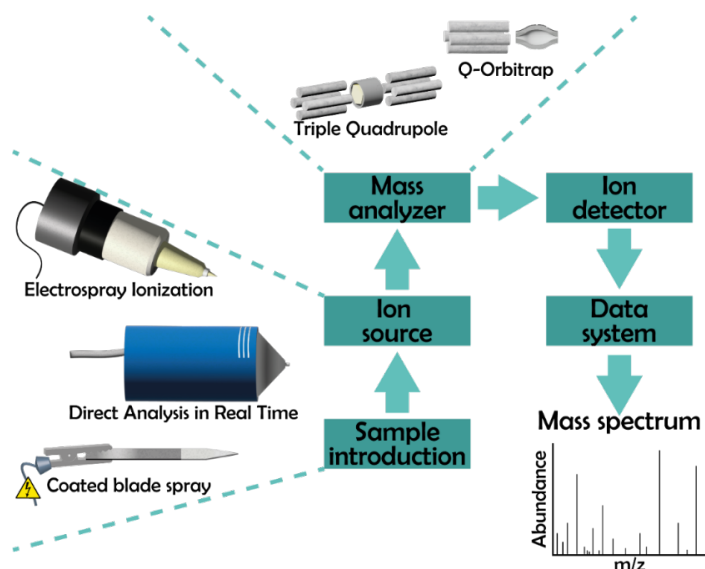 Q-Orbitrap
Triple Quadrupole
Mass
analyzer
Ion
detector
Electrospray Ionization
Ion
source
Data
system
Direct Analysis in Real Time
Sample
introduction
Mass spectrum
Coated blade spray
Abundance
m/z